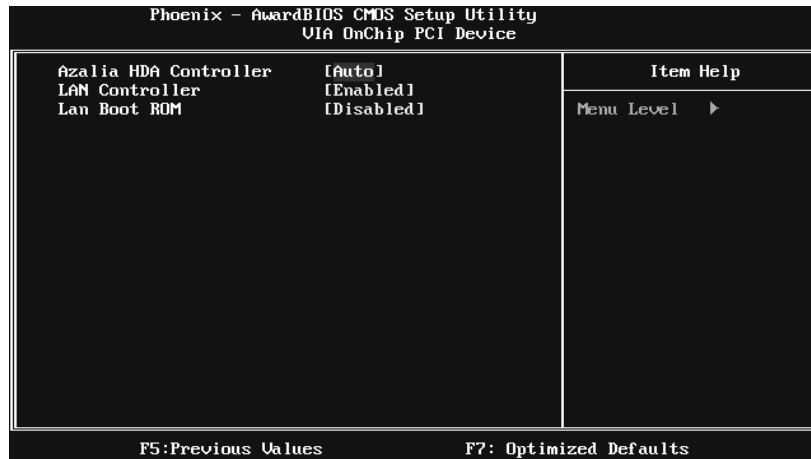 Phoenix - AwardBIOS CMOS Setup Utility
VIA OnChip PCI Device
Azalia HDA Controller [Auto]
LAN Controller [Enabled]
Lan Boot ROM [Disabled]
Item Help
Menu Level ▶
F5:Previous Values F7: Optimized Defaults